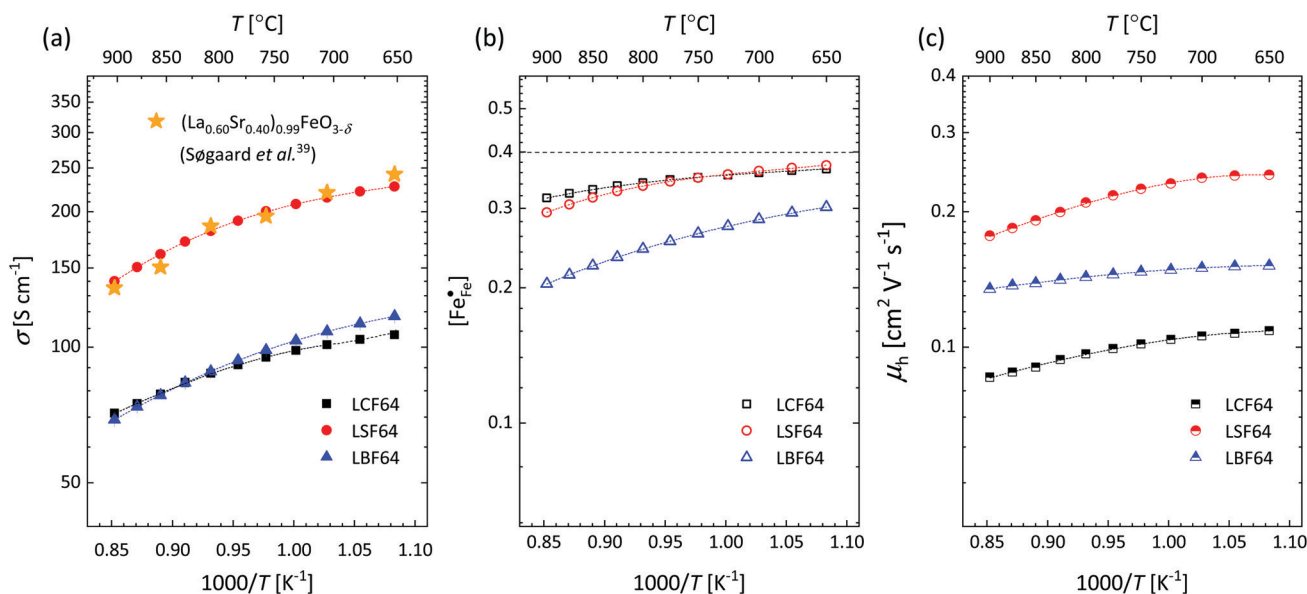 (a)
T [°C]
900 850 800 750 700 650
350
300
250
200
150
100
50
σ [S cm⁻¹]
(La₀.₆₀Sr₀.₄₀)₀.₉₉FeO₃₋δ
(Søgaard et al.³⁹)
LCF64
LSF64
LBF64
0.85 0.90 0.95 1.00 1.05 1.10
1000/T [K⁻¹]
(b)
T [°C]
900 850 800 750 700 650
0.5
0.4
0.3
0.2
0.1
[Fe•Fe]
LCF64
LSF64
LBF64
0.85 0.90 0.95 1.00 1.05 1.10
1000/T [K⁻¹]
(c)
T [°C]
900 850 800 750 700 650
0.4
0.3
0.2
0.1
μₕ [cm² V⁻¹ s⁻¹]
LCF64
LSF64
LBF64
0.85 0.90 0.95 1.00 1.05 1.10
1000/T [K⁻¹]